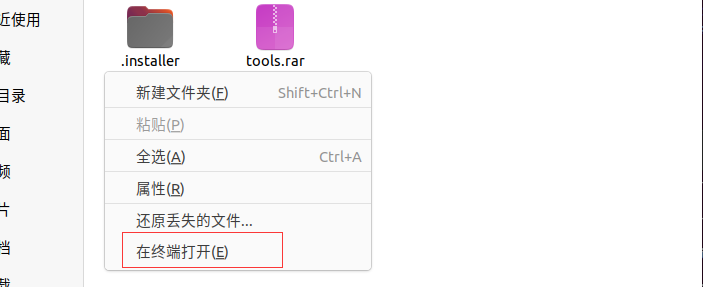 近使用
.installer
tools.rar
藏
新建文件夹(F) Shift+Ctrl+N
目录
粘贴(P)
面
全选(A) Ctrl+A
频
属性(R)
片
还原丢失的文件...
档
在终端打开(E)